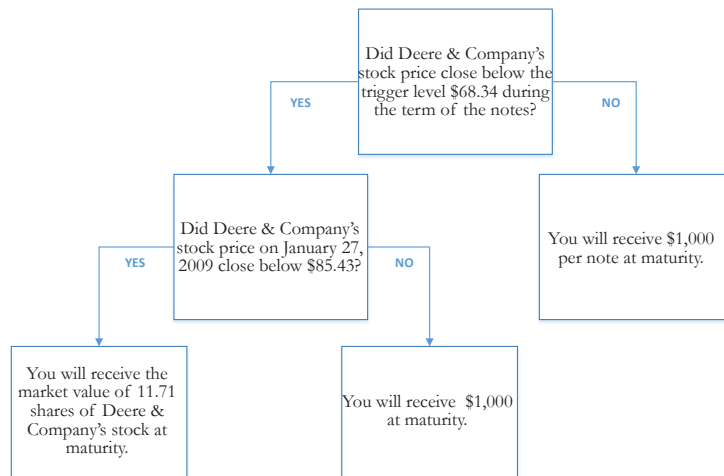 Did Deere & Company's
stock price close below the
trigger level $68.34 during
the term of the notes?
YES
NO
Did Deere & Company's
stock price on January 27,
2009 close below $85.43?
You will receive $1,000
per note at maturity.
YES
NO
You will receive the
market value of 11.71
shares of Deere &
Company's stock at
maturity.
You will receive $1,000
at maturity.